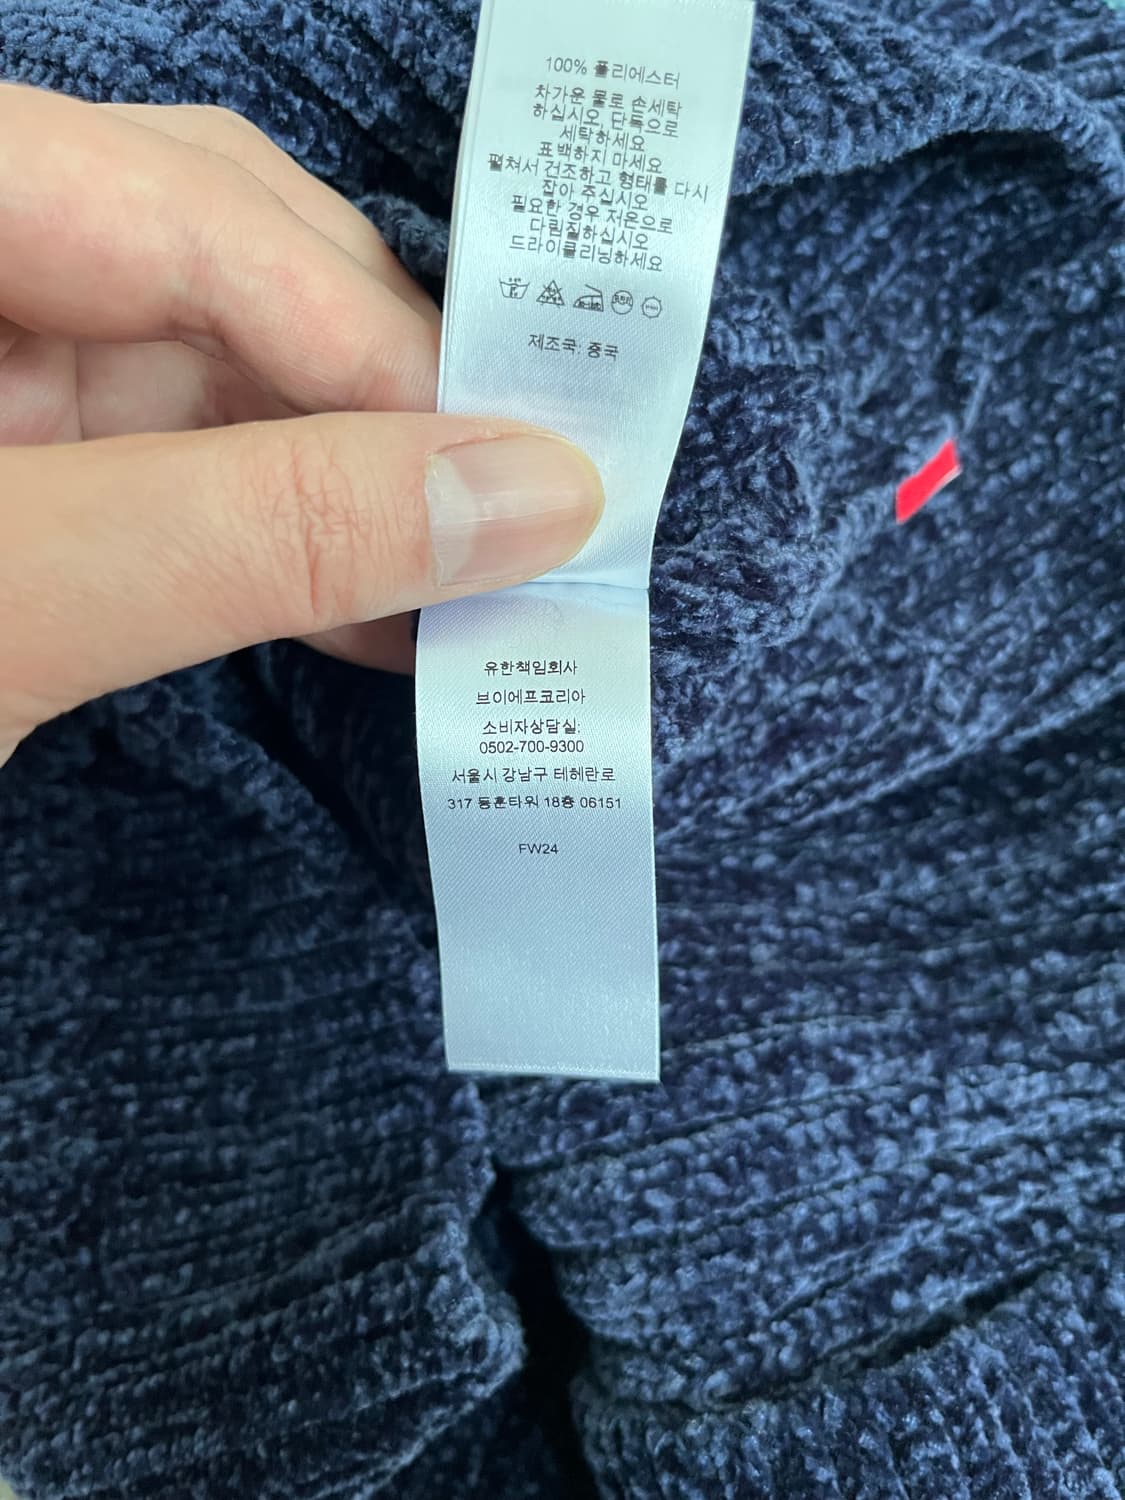 100% 폴리에스터
차가운 물로 손세탁
하십시오, 단독으로
세탁하세요
표백하지 마세요
펼쳐서 건조하고 형태를 다시
잡아 주십시오
필요한 경우 저온으로
다림질하십시오
드라이클리닝하세요
제조국: 중국
유한책임회사
브이에프코리아
소비자상담실:
0502-700-9300
서울시 강남구 테헤란로
317 동훈타워 18층 06151
FW24